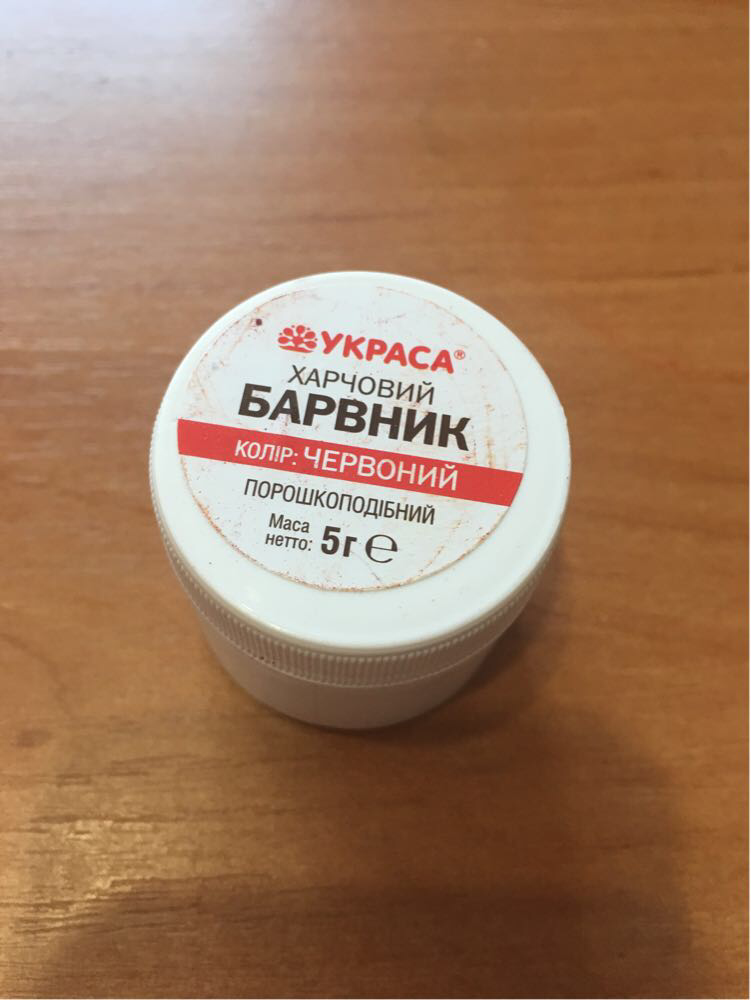 УКРАСА®
ХАРЧОВИЙ
БАРВНИК
КОЛІР: ЧЕРВОНИЙ
ПОРОШКОПОДІБНИЙ
Маса
нетто: 5г ℮